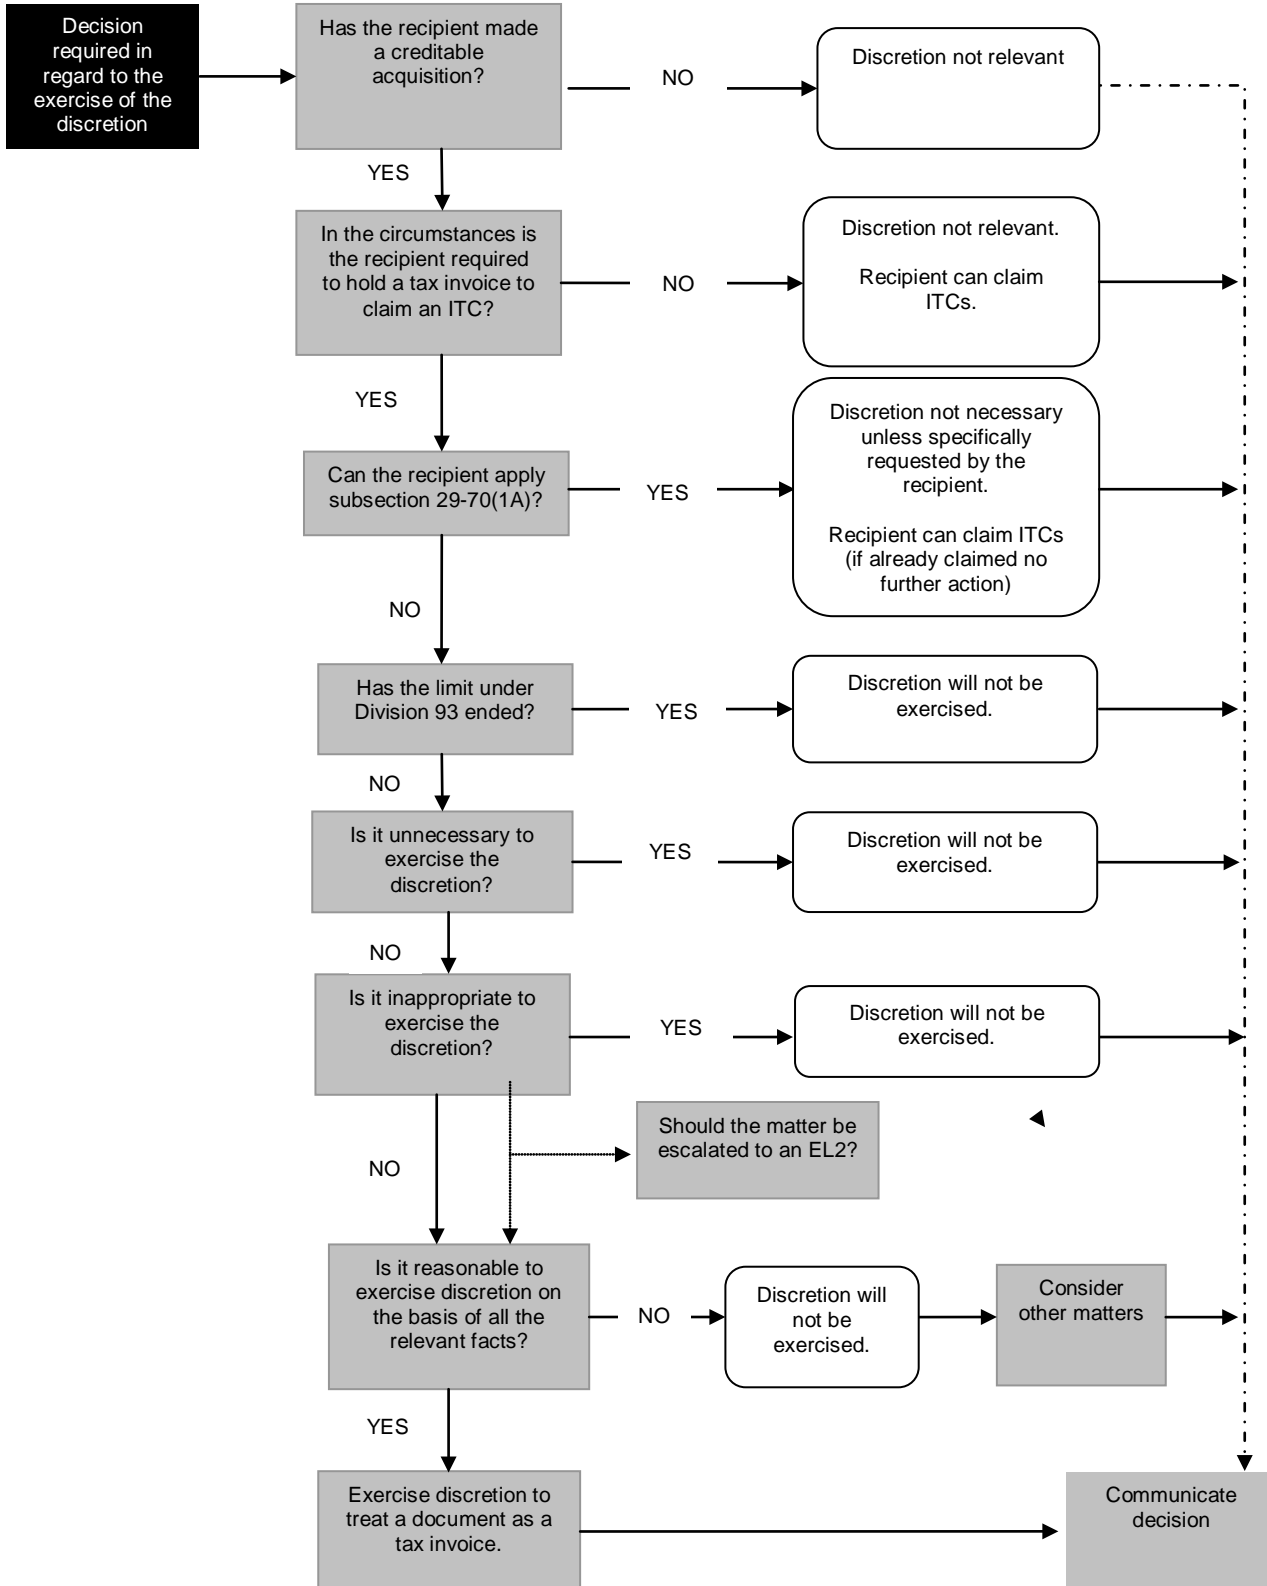 Decision
required in
regard to the
exercise of the
discretion
Has the recipient made
a creditable
acquisition?
NO
Discretion not relevant
YES
In the circumstances is
the recipient required
to hold a tax invoice to
claim an ITC?
NO
Discretion not relevant.
Recipient can claim
ITCs.
YES
Can the recipient apply
subsection 29-70(1A)?
YES
Discretion not necessary
unless specifically
requested by the
recipient.
Recipient can claim ITCs
(if already claimed no
further action)
NO
Has the limit under
Division 93 ended?
YES
Discretion will not be
exercised.
NO
Is it unnecessary to
exercise the
discretion?
YES
Discretion will not be
exercised.
NO
Is it inappropriate to
exercise the
discretion?
YES
Discretion will not be
exercised.
NO
Should the matter be
escalated to an EL2?
Is it reasonable to
exercise discretion on
the basis of all the
relevant facts?
NO
Discretion will
not be
exercised.
Consider
other matters
YES
Exercise discretion to
treat a document as a
tax invoice.
Communicate
decision